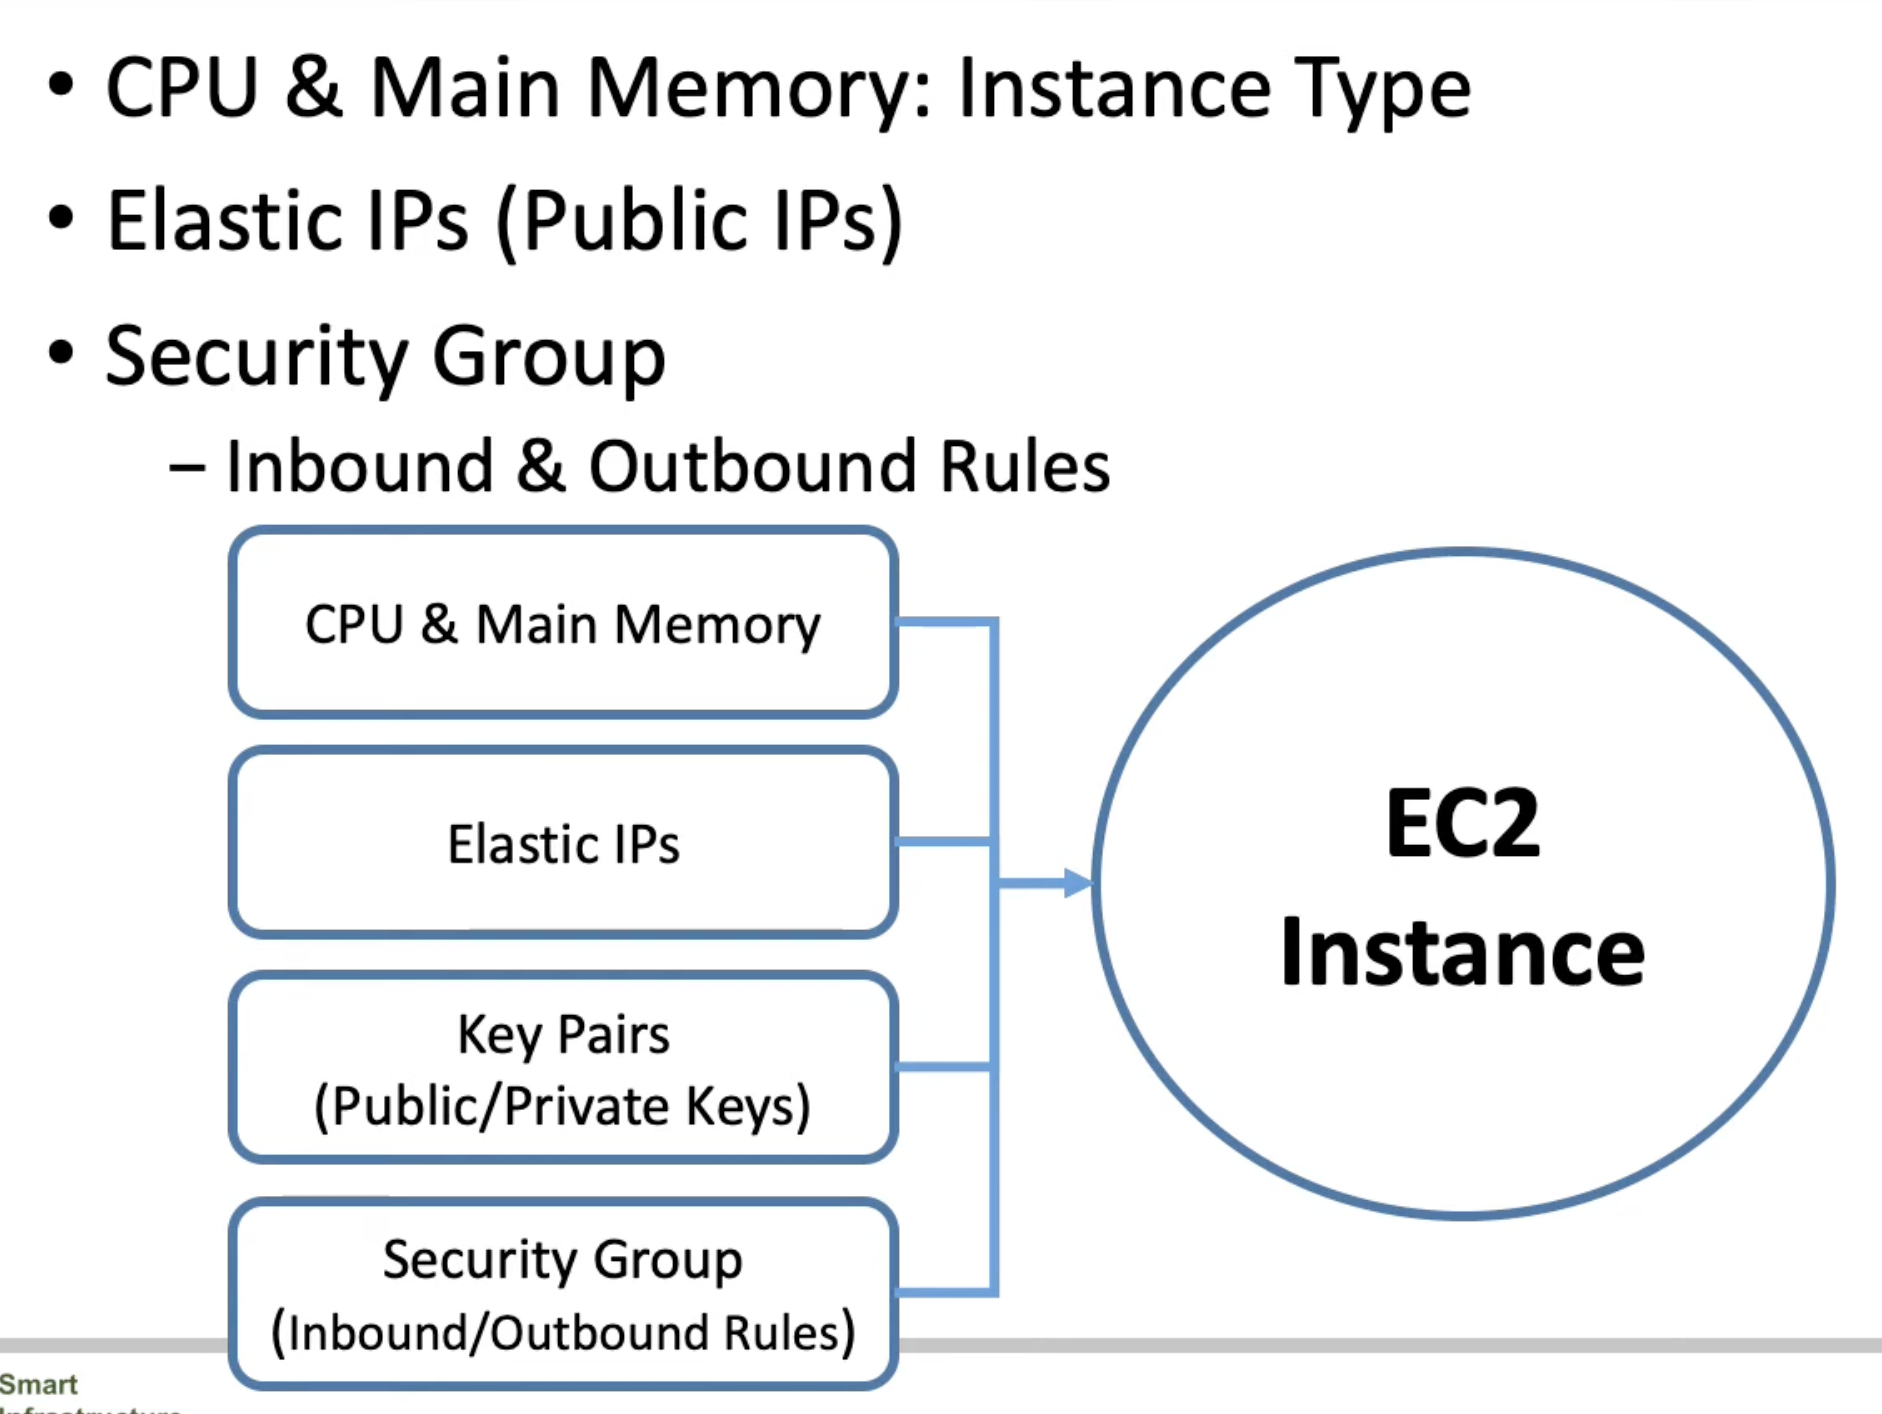 • CPU & Main Memory: Instance Type
• Elastic IPs (Public IPs)
• Security Group
– Inbound & Outbound Rules
CPU & Main Memory
Elastic IPs
Key Pairs
(Public/Private Keys)
Security Group
(Inbound/Outbound Rules)
EC2
Instance
Smart